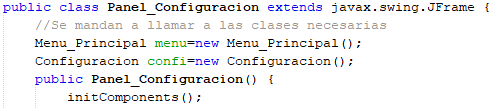 public class Panel_Configuracion extends javax.swing.JFrame {
//Se mandan a llamar a las clases necesarias
Menu_Principal menu=new Menu_Principal();
Configuracion confi=new Configuracion();
public Panel_Configuracion() {
initComponents();